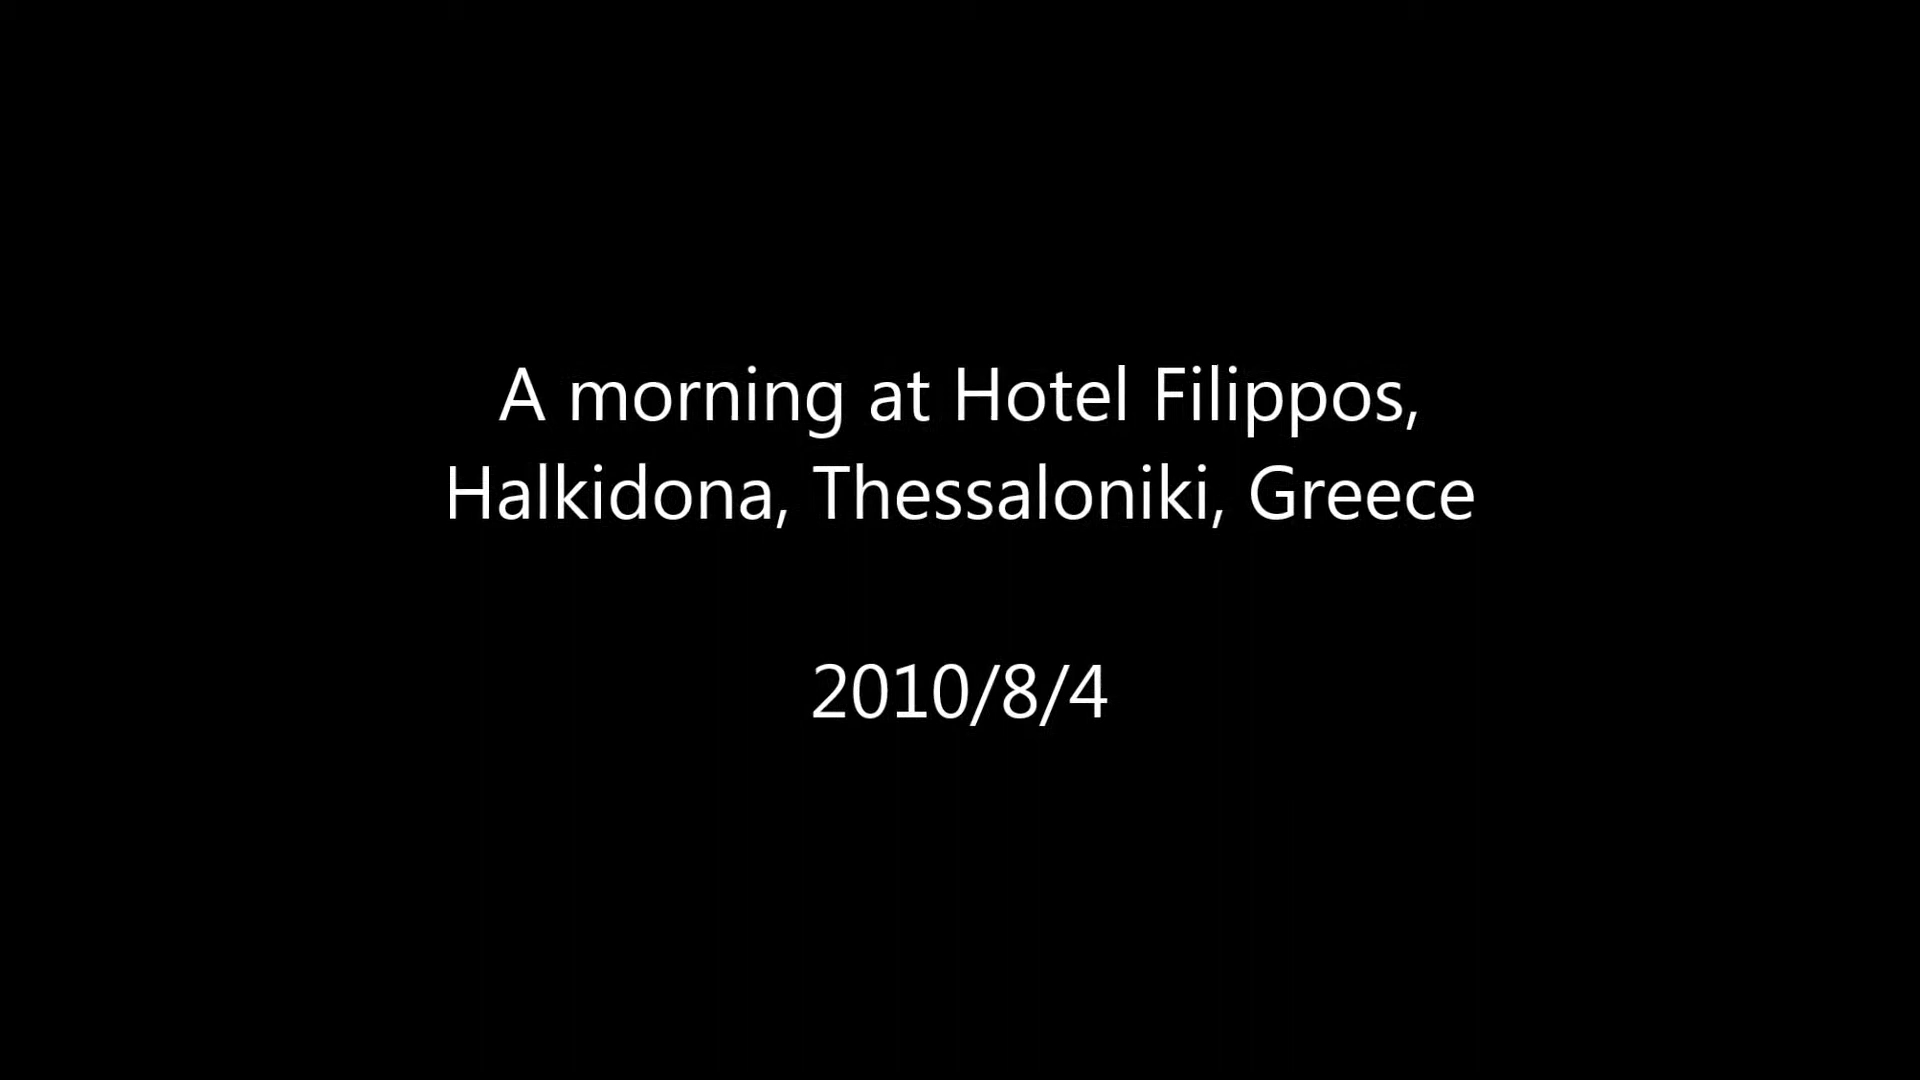 A morning at Hotel Filippos,
Halkidona, Thessaloniki, Greece
2010/8/4